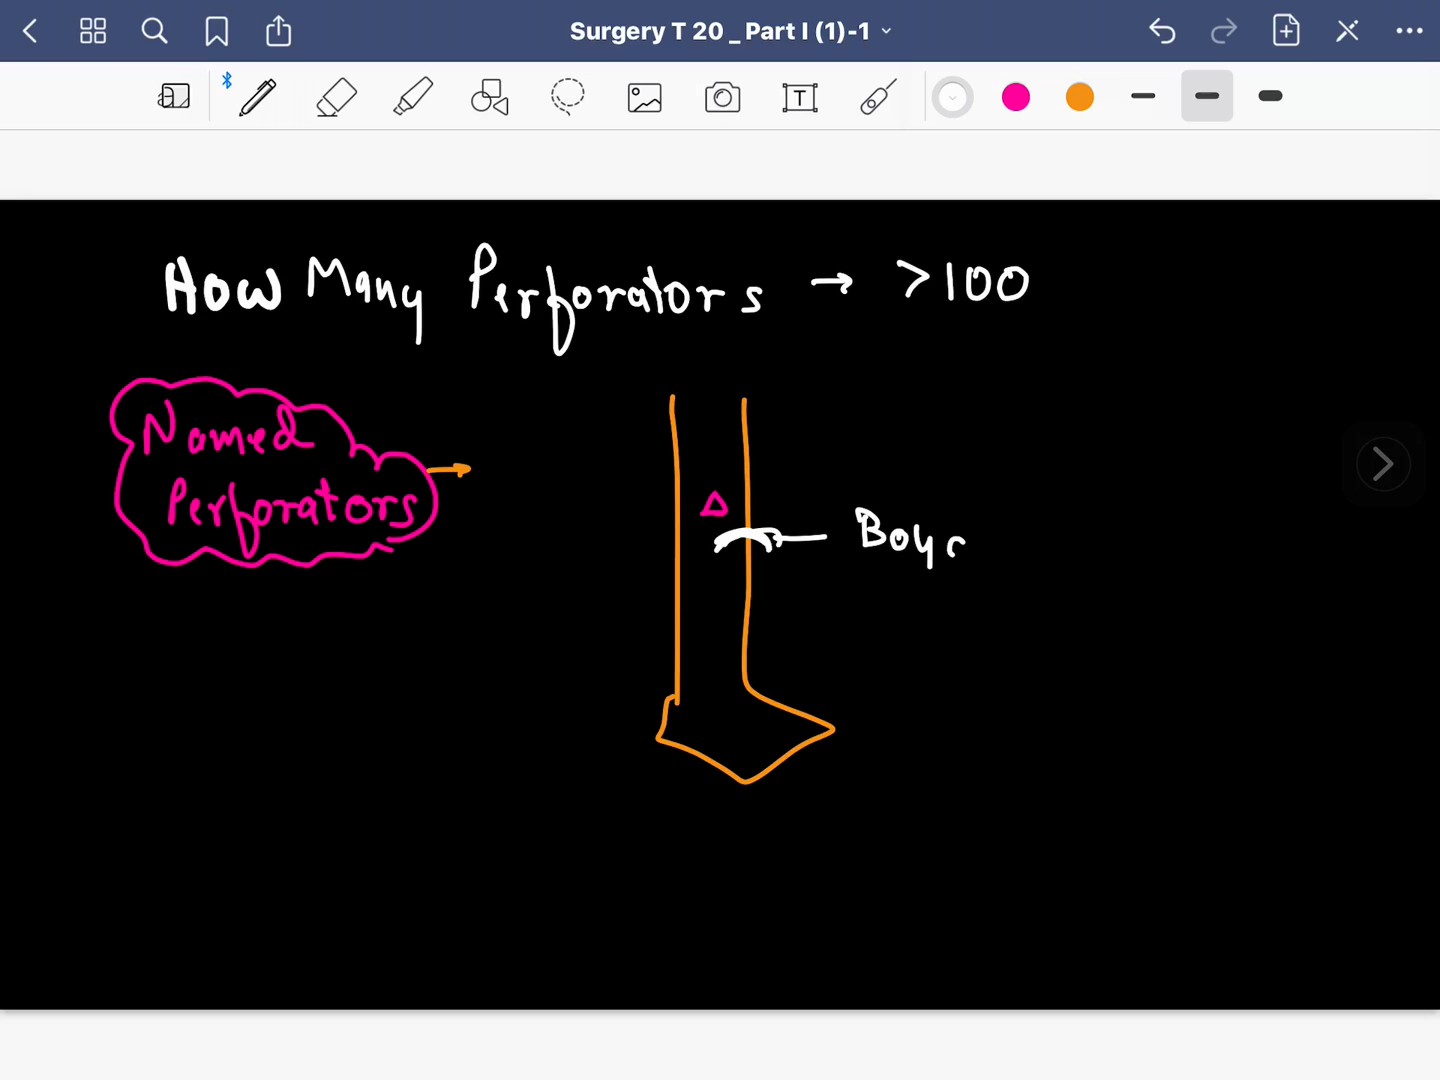 Surgery T 20 _ Part I (1)-1
How Many Perforators → >100
Named
Perforators
Boyd